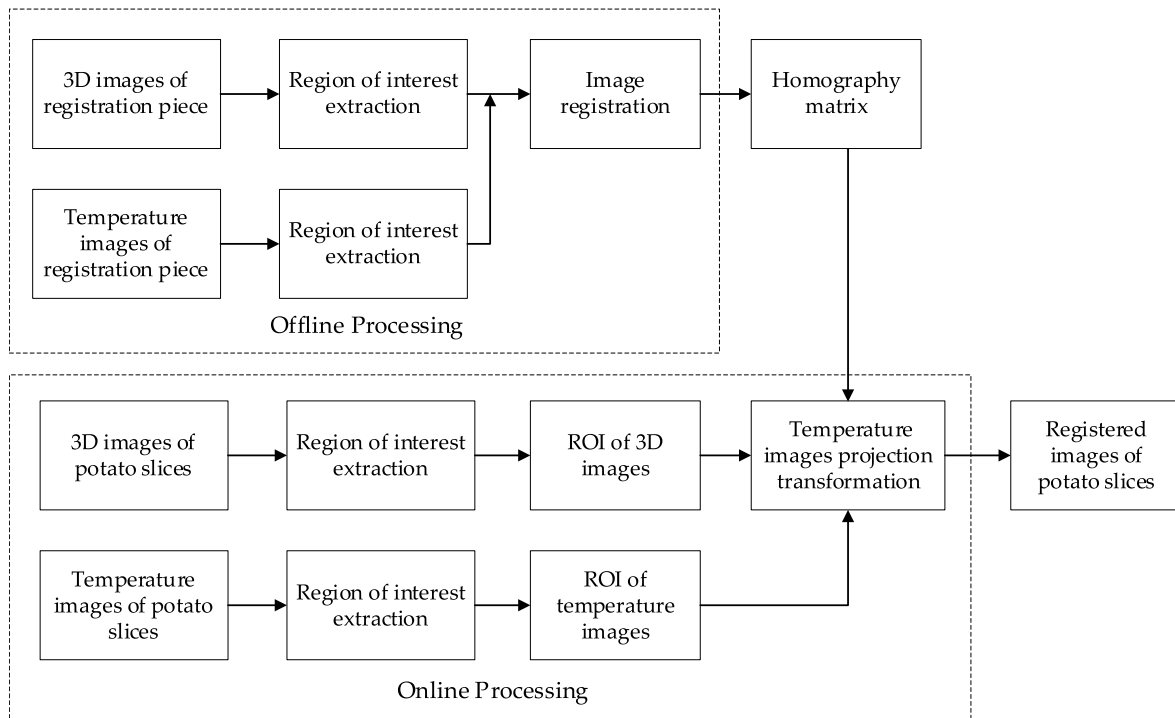 3D images of
registration piece
Region of interest
extraction
Image
registration
Homography
matrix
Temperature
images of
registration piece
Region of interest
extraction
Offline Processing
3D images of
potato slices
Region of interest
extraction
ROI of 3D
images
Temperature
images projection
transformation
Registered
images of
potato slices
Temperature
images of potato
slices
Region of interest
extraction
ROI of
temperature
images
Online Processing